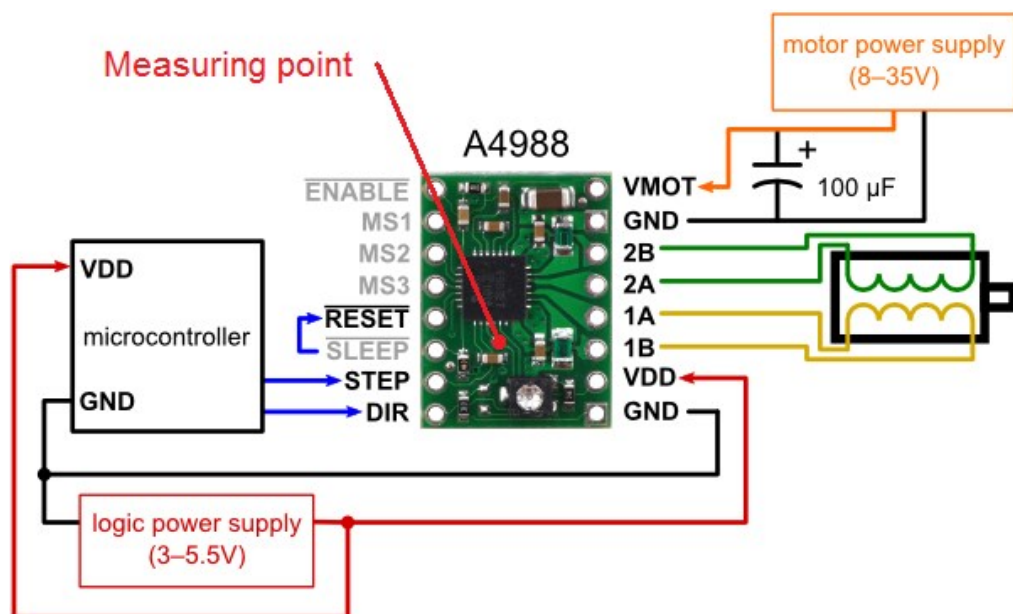 motor power supply
(8–35V)
Measuring point
A4988
+
100 µF
ENABLE
MS1
MS2
MS3
RESET
SLEEP
STEP
DIR
VMOT
GND
2B
2A
1A
1B
VDD
GND
VDD
microcontroller
GND
logic power supply
(3–5.5V)